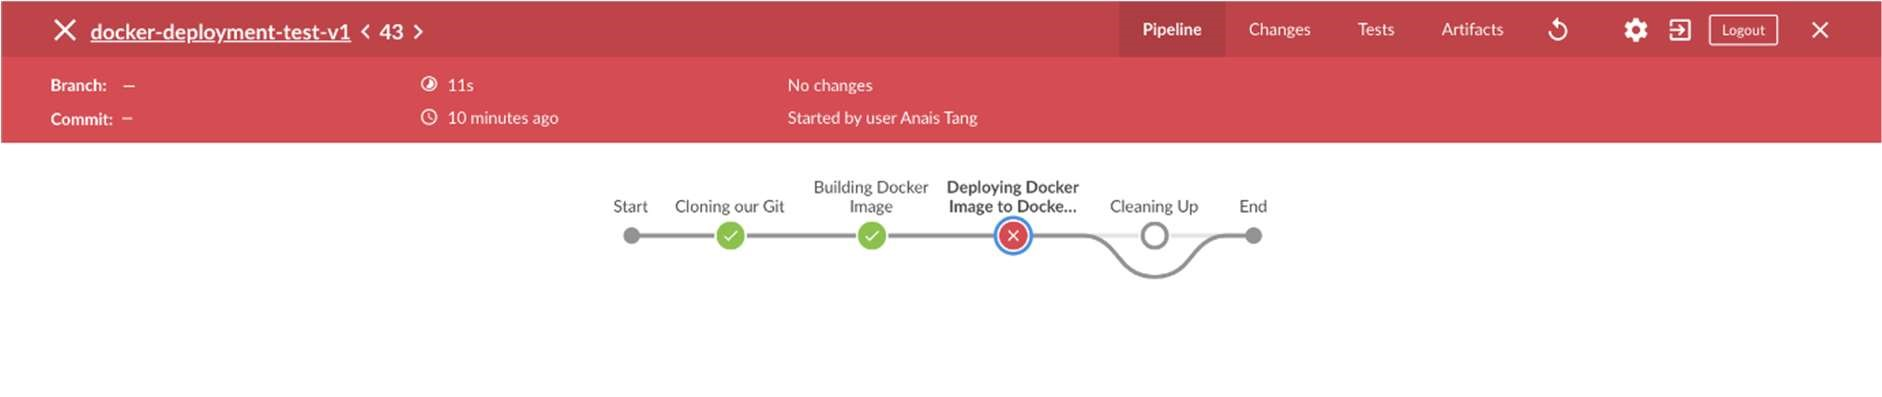 docker-deployment-test-v1 < 43 >
Pipeline Changes Tests Artifacts Logout
Branch: — 11s No changes
Commit: — 10 minutes ago Started by user Anais Tang
Building Docker Deploying Docker
Start Cloning our Git Image Image to Docke... Cleaning Up End